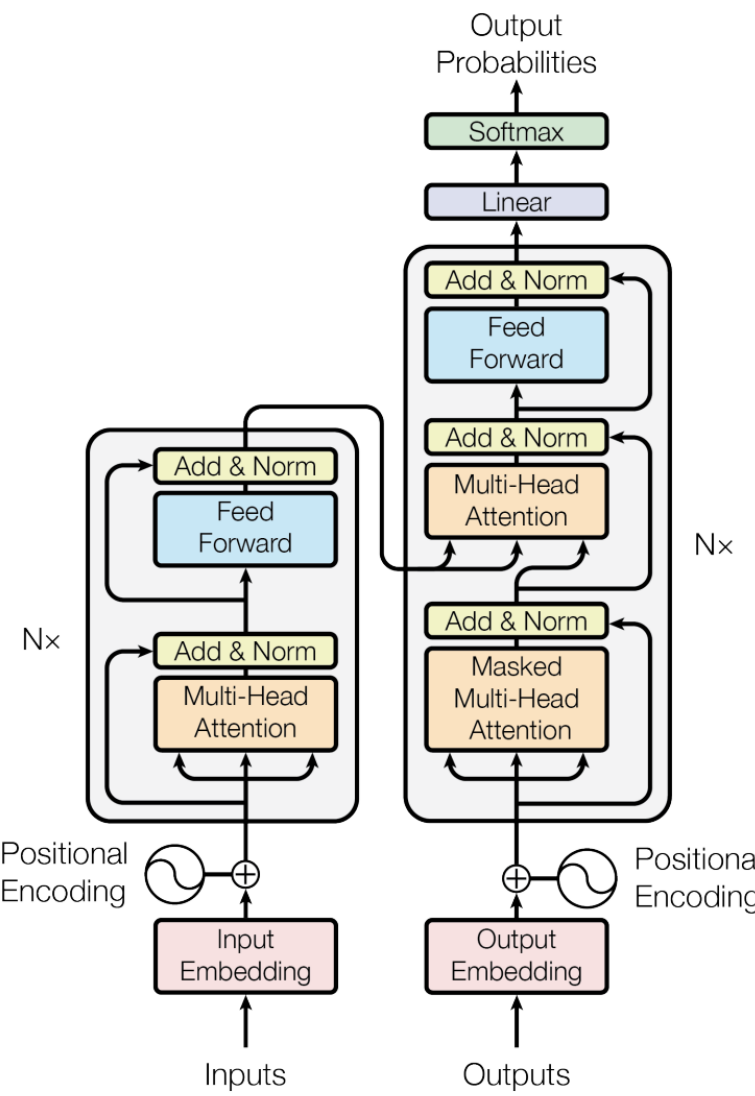 Output
Probabilities
Softmax
Linear
Add & Norm
Feed
Forward
Add & Norm
Multi-Head
Attention
Add & Norm
Masked
Multi-Head
Attention
Nx
Add & Norm
Feed
Forward
Add & Norm
Multi-Head
Attention
Nx
Positional
Encoding
Positiona
Encoding
Input
Embedding
Output
Embedding
Inputs
Outputs